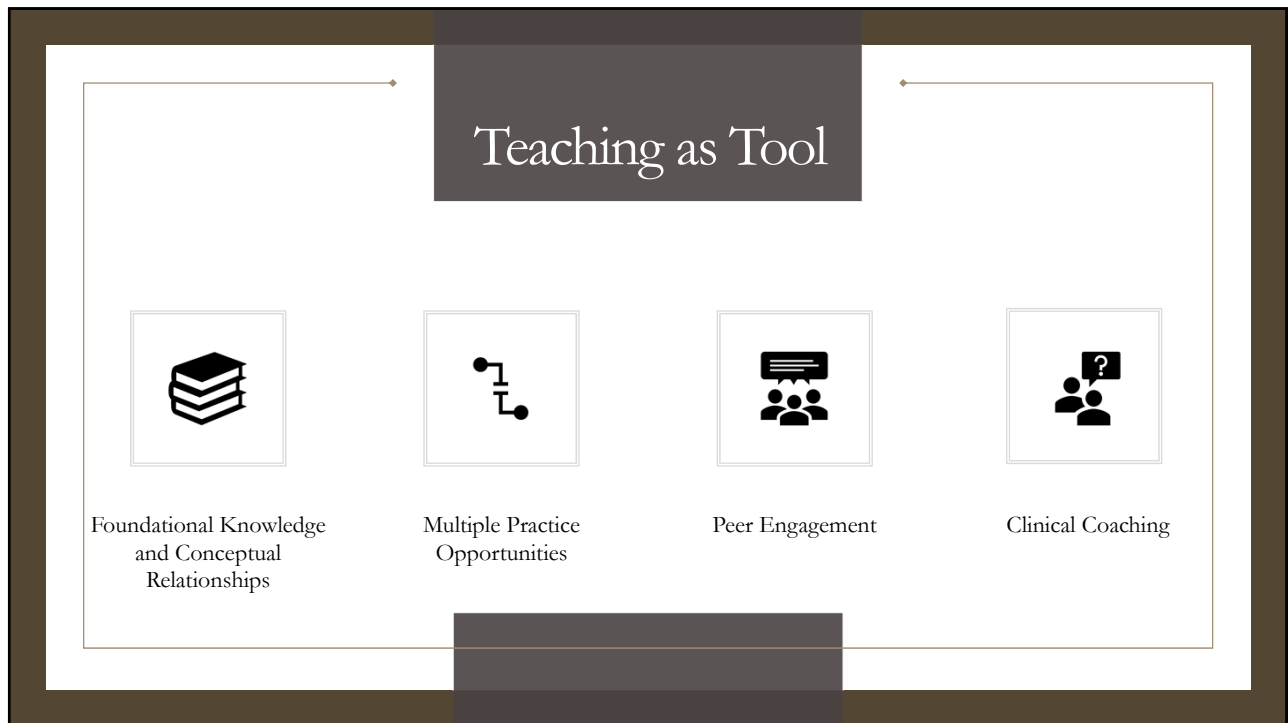 Teaching as Tool
?
Foundational Knowledge
and Conceptual
Relationships
Multiple Practice
Opportunities
Peer Engagement
Clinical Coaching